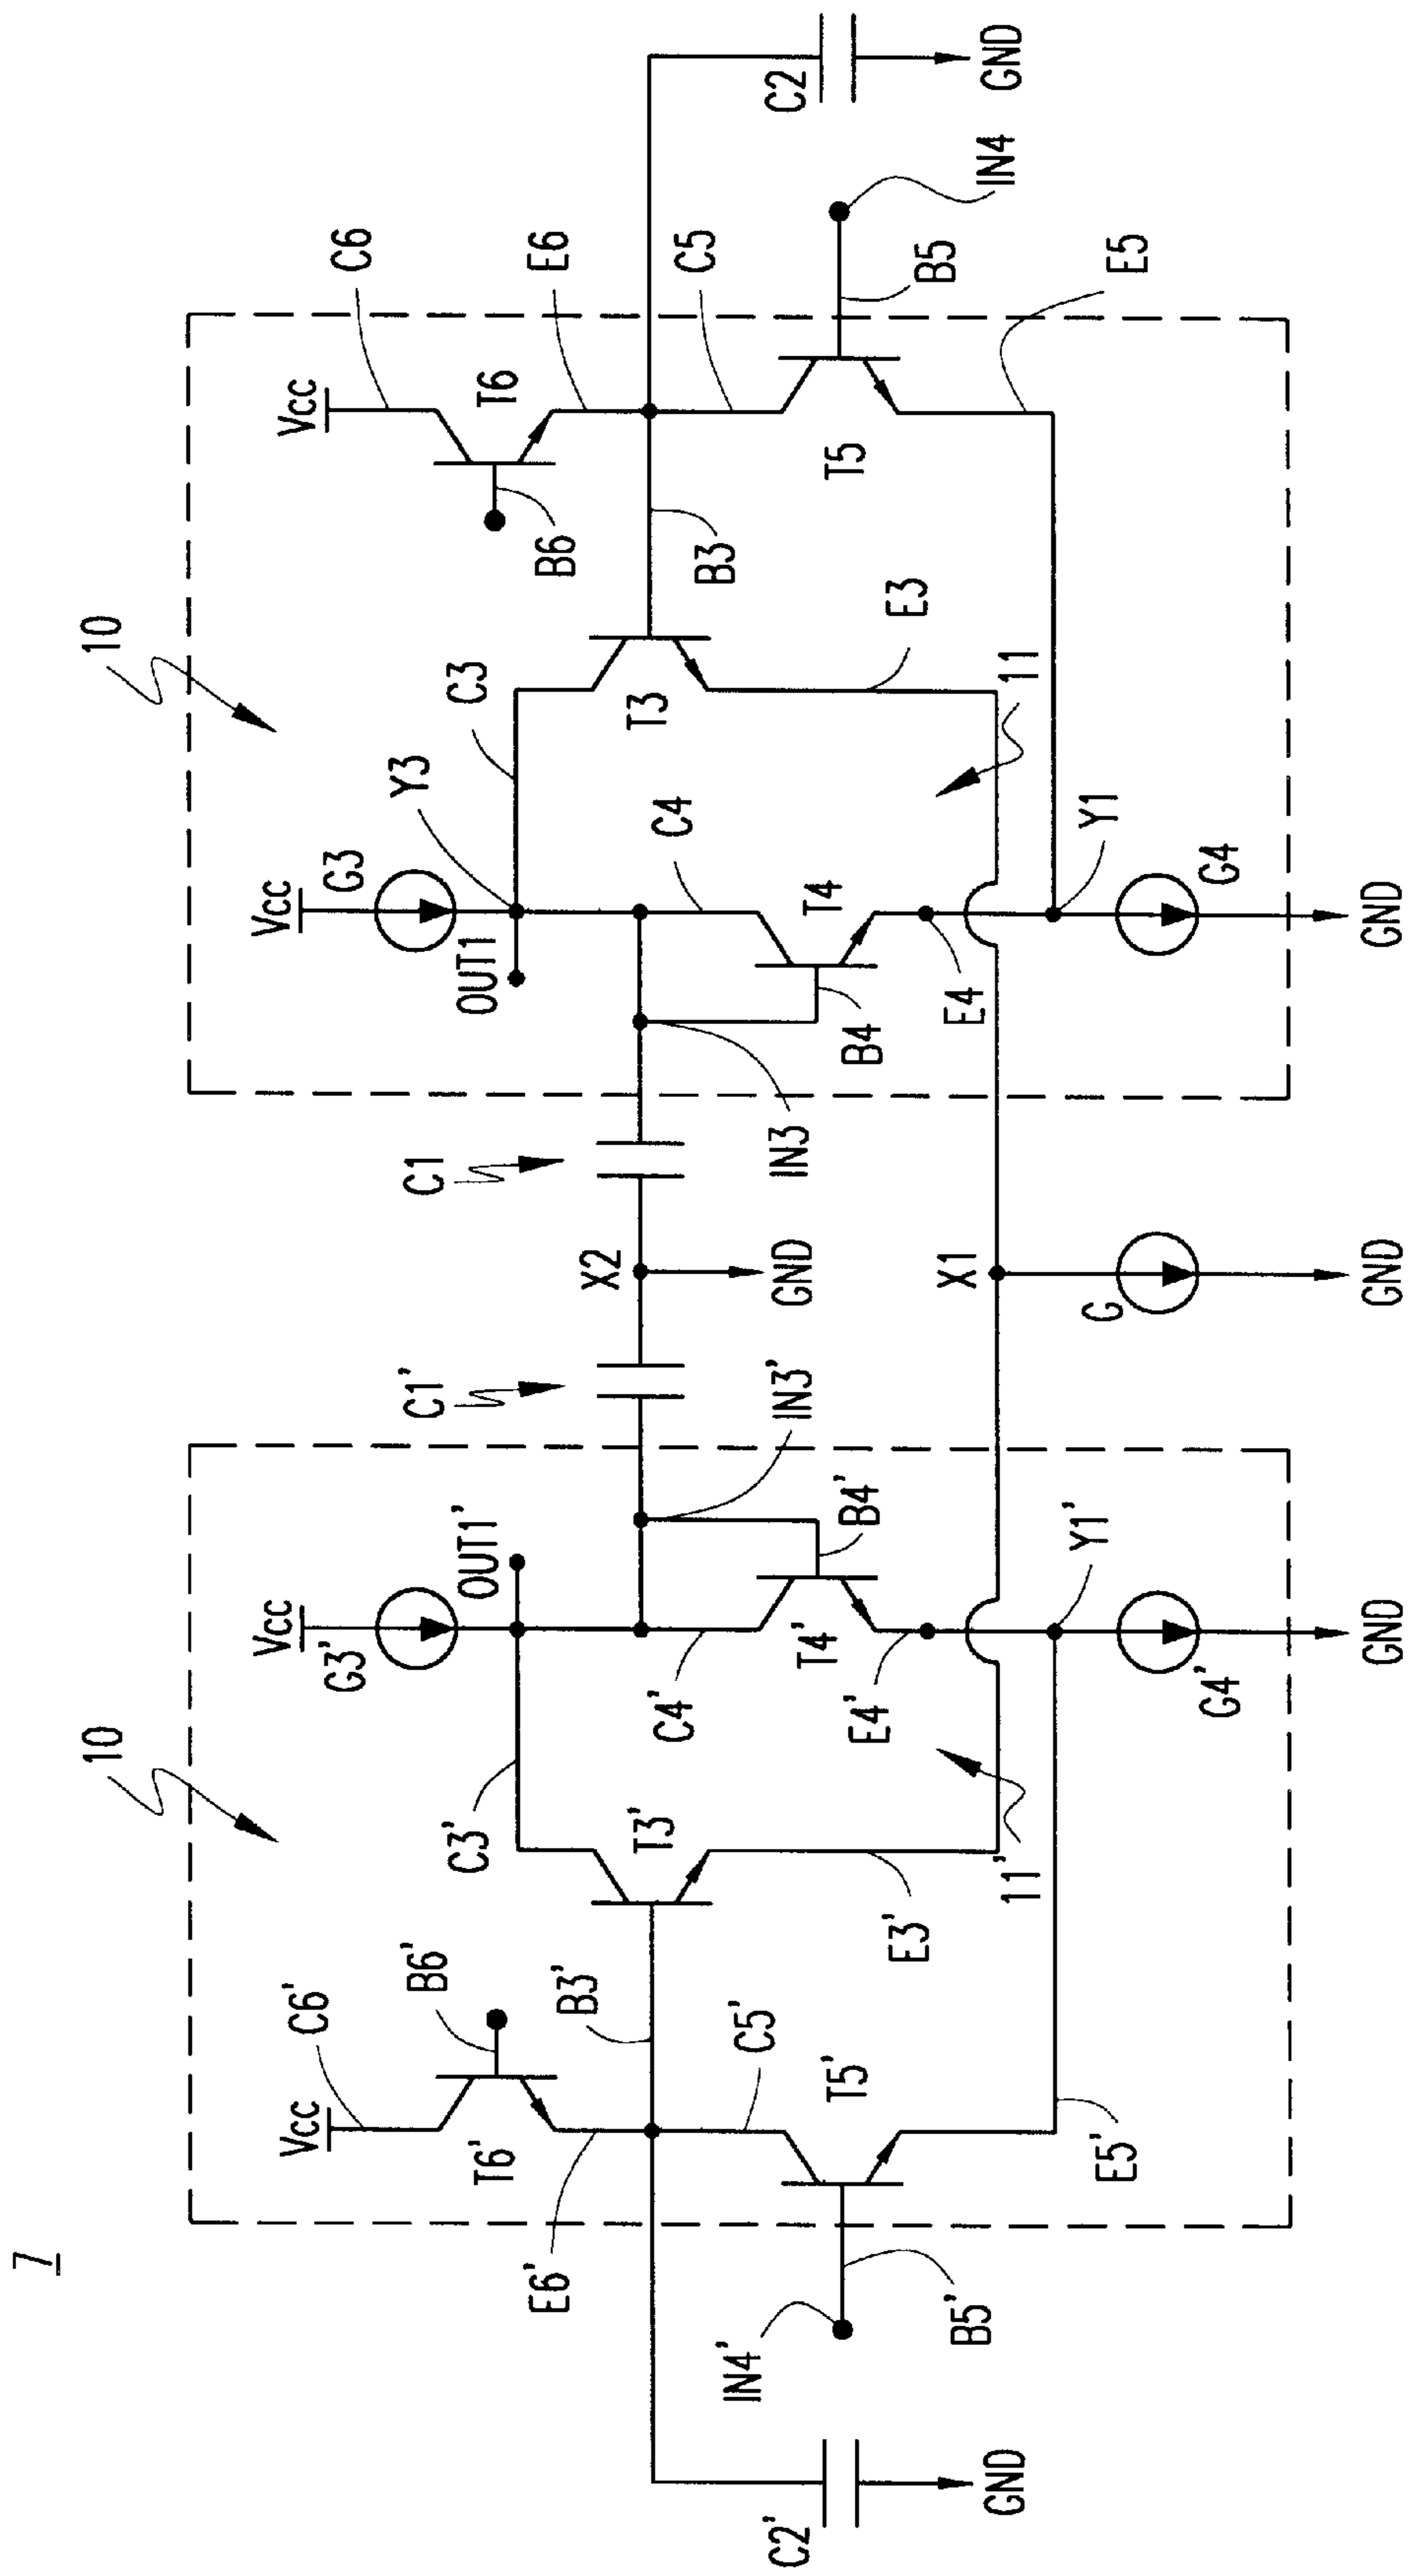 7
10
10
Vcc
C6'
T6'
B6'
E6'
B3'
C3'
T3'
E3'
C5'
T5'
B5'
IN4'
E5'
C2'
GND
Vcc
G3'
OUT1'
C4'
T4'
B4'
E4'
IN3'
11'
Y1'
G4'
GND
C1'
X2
GND
C1
X1
G
GND
IN3
Vcc
G3
OUT1
Y3
C3
C4
T4
B4
E4
11
Y1
G4
GND
T3
E3
B3
Vcc
C6
T6
B6
E6
C5
T5
B5
IN4
E5
C2
GND